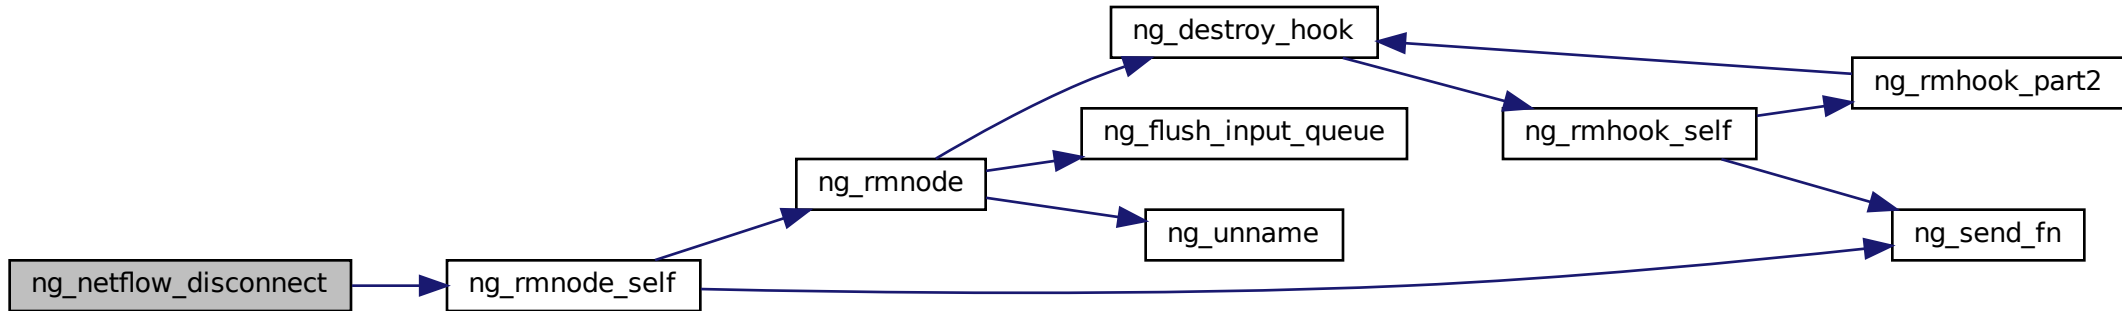 ng_destroy_hook
ng_rmhook_part2
ng_flush_input_queue
ng_rmhook_self
ng_rmnode
ng_unname
ng_send_fn
ng_netflow_disconnect
ng_rmnode_self